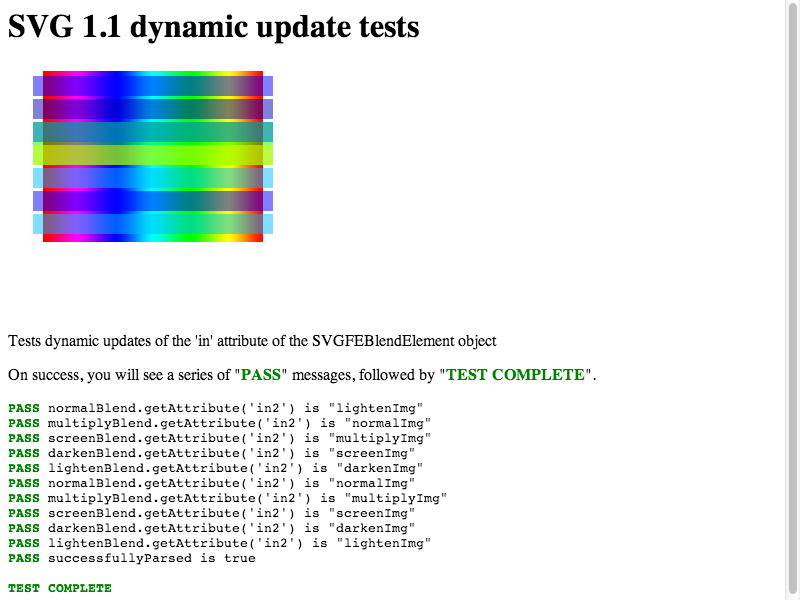 SVG 1.1 dynamic update tests
Tests dynamic updates of the 'in' attribute of the SVGFEBlendElement object
On success, you will see a series of "PASS" messages, followed by "TEST COMPLETE".
PASS normalBlend.getAttribute('in2') is "lightenImg"
PASS multiplyBlend.getAttribute('in2') is "normalImg"
PASS screenBlend.getAttribute('in2') is "multiplyImg"
PASS darkenBlend.getAttribute('in2') is "screenImg"
PASS lightenBlend.getAttribute('in2') is "darkenImg"
PASS normalBlend.getAttribute('in2') is "normalImg"
PASS multiplyBlend.getAttribute('in2') is "multiplyImg"
PASS screenBlend.getAttribute('in2') is "screenImg"
PASS darkenBlend.getAttribute('in2') is "darkenImg"
PASS lightenBlend.getAttribute('in2') is "lightenImg"
PASS successfullyParsed is true
TEST COMPLETE